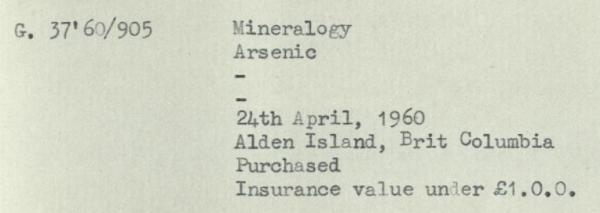 G. 37'60/905 Mineralogy
Arsenic
-
-
24th April, 1960
Alden Island, Brit Columbia
Purchased
Insurance value under £1.0.0.